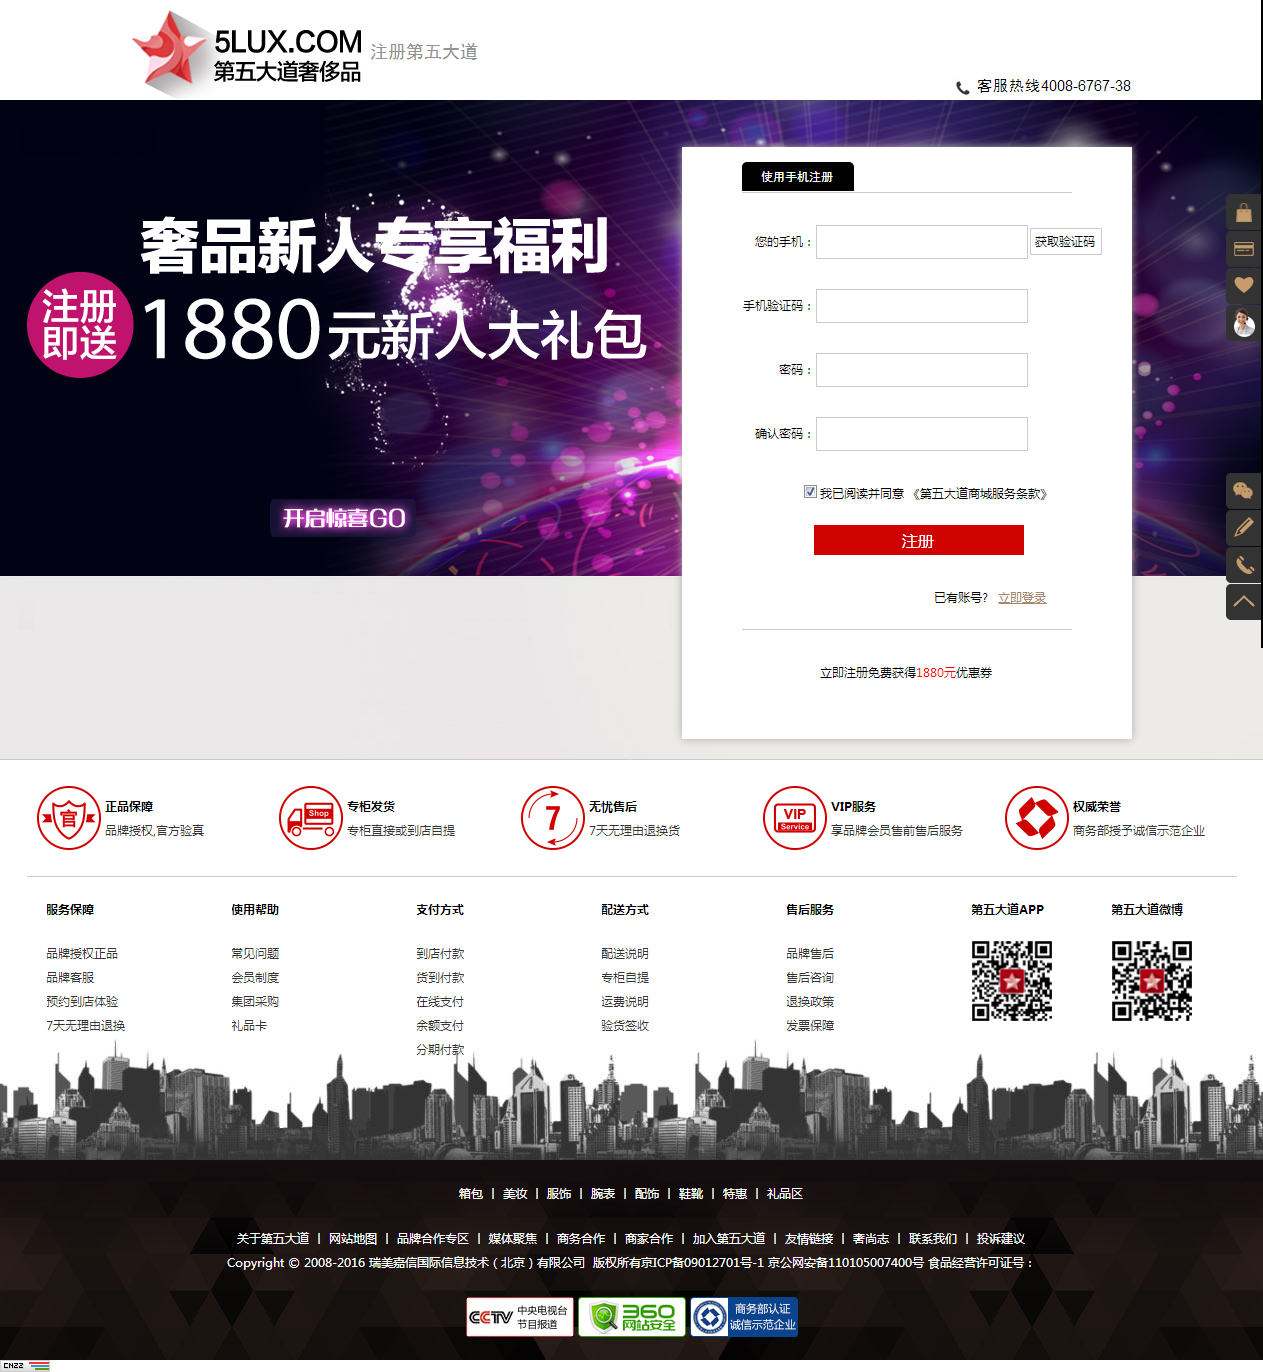 5LUX.COM
第五大道奢侈品
注册第五大道
客服热线4008-6767-38
奢品新人专享福利
注册
即送
1880元新人大礼包
开启惊喜GO
使用手机注册
您的手机：
获取验证码
手机验证码：
密码：
确认密码：
我已阅读并同意 《第五大道商城服务条款》
注册
已有账号? 立即登录
立即注册免费获得1880元优惠券
官
正品保障
品牌授权,官方验真
Shop
专柜发货
专柜直接或到店自提
7
无忧售后
7天无理由退换货
VIP
Service
VIP服务
享品牌会员售前售后服务
权威荣誉
商务部授予诚信示范企业
服务保障
品牌授权正品
品牌客服
预约到店体验
7天无理由退换
使用帮助
常见问题
会员制度
集团采购
礼品卡
支付方式
到店付款
货到付款
在线支付
余额支付
分期付款
配送方式
配送说明
专柜自提
运费说明
验货签收
售后服务
品牌售后
售后咨询
退换政策
发票保障
第五大道APP
第五大道微博
箱包 | 美妆 | 服饰 | 腕表 | 配饰 | 鞋靴 | 特惠 | 礼品区
关于第五大道 | 网站地图 | 品牌合作专区 | 媒体聚焦 | 商务合作 | 商家合作 | 加入第五大道 | 友情链接 | 奢尚志 | 联系我们 | 投诉建议
Copyright © 2008-2016 瑞美嘉信国际信息技术（北京）有限公司 版权所有京ICP备09012701号-1 京公网安备110105007400号 食品经营许可证号：
CCTV 中央电视台
节目报道
360
网站安全
商务部认证
诚信示范企业
CNZZ